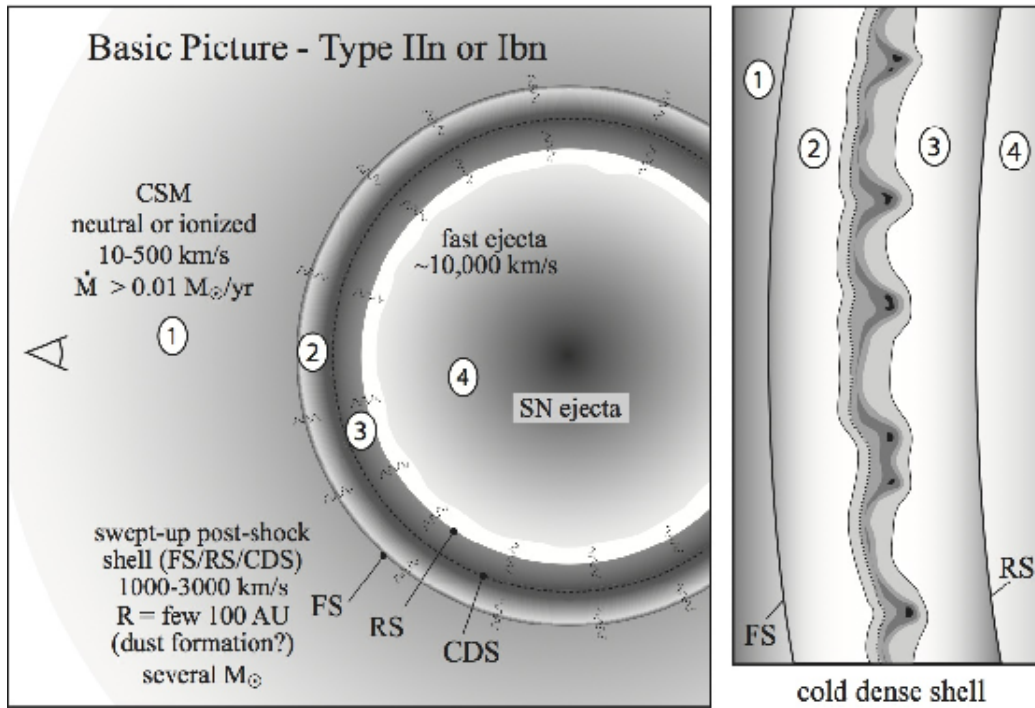 Basic Picture - Type IIn or Ibn
CSM
neutral or ionized
10-500 km/s
Ṁ > 0.01 M☉/yr
1
2
3
4
fast ejecta
~10,000 km/s
SN ejecta
swept-up post-shock
shell (FS/RS/CDS)
1000-3000 km/s
R = few 100 AU
(dust formation?)
several M☉
FS
RS
CDS
1
2
3
4
FS
RS
cold dense shell